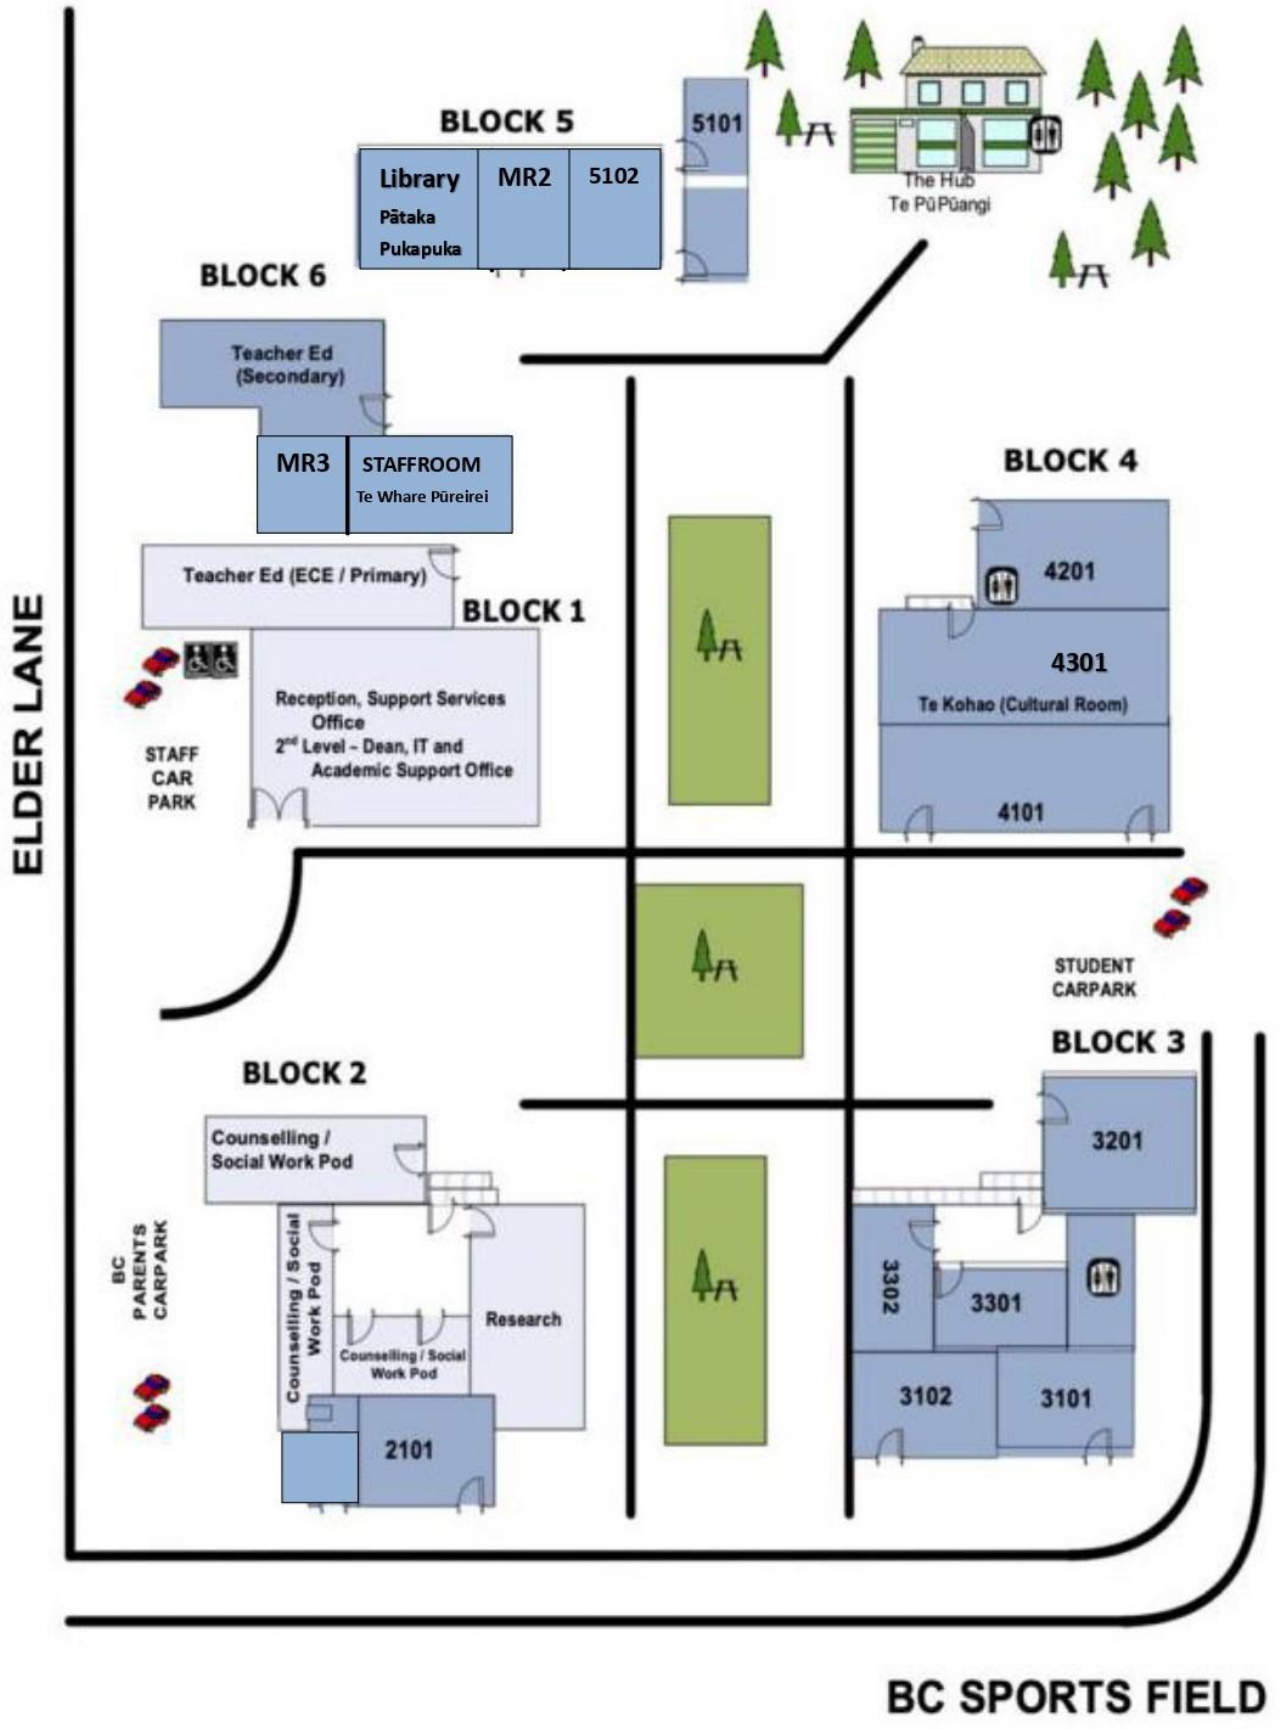 BLOCK 5
5101
Library
Pātaka
Pukapuka
MR2
5102
The Hub
Te Pū Pūangi
BLOCK 6
Teacher Ed
(Secondary)
MR3
STAFFROOM
Te Whare Pūreirei
BLOCK 4
4201
4301
Te Kohao (Cultural Room)
4101
Teacher Ed (ECE / Primary)
BLOCK 1
Reception, Support Services
Office
2nd Level – Dean, IT and
Academic Support Office
STAFF
CAR
PARK
ELDER LANE
STUDENT
CARPARK
BLOCK 3
3201
3302
3301
3102
3101
BLOCK 2
Counselling /
Social Work Pod
Counselling / Social
Work Pod
Counselling / Social
Work Pod
Research
2101
BC
PARENTS
CARPARK
BC SPORTS FIELD